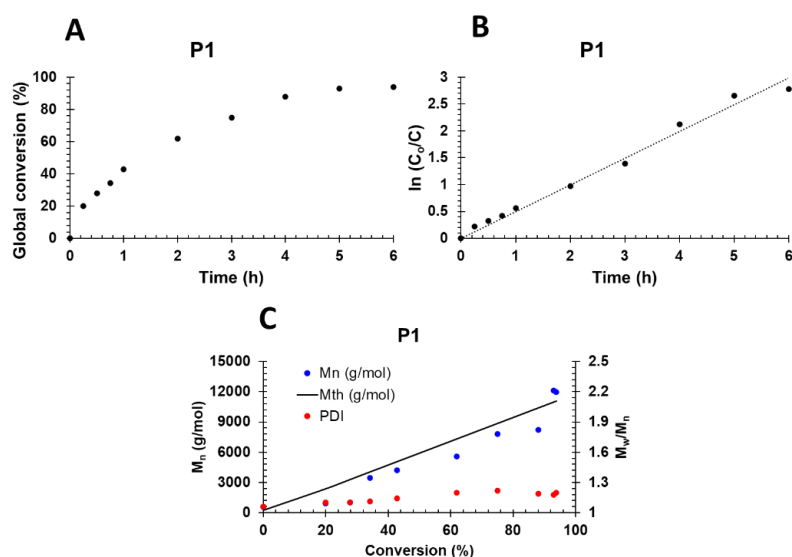 A
P1
Global conversion (%)
100
80
60
40
20
0
0 1 2 3 4 5 6
Time (h)
B
P1
ln (C₀/C)
3
2.5
2
1.5
1
0.5
0
0 1 2 3 4 5 6
Time (h)
C
P1
Mn (g/mol)
Mth (g/mol)
PDI
Mₙ (g/mol)
15000
12000
9000
6000
3000
0
2.5
2.2
1.9
1.6
1.3
1
M_w/Mₙ
0 20 40 60 80 100
Conversion (%)